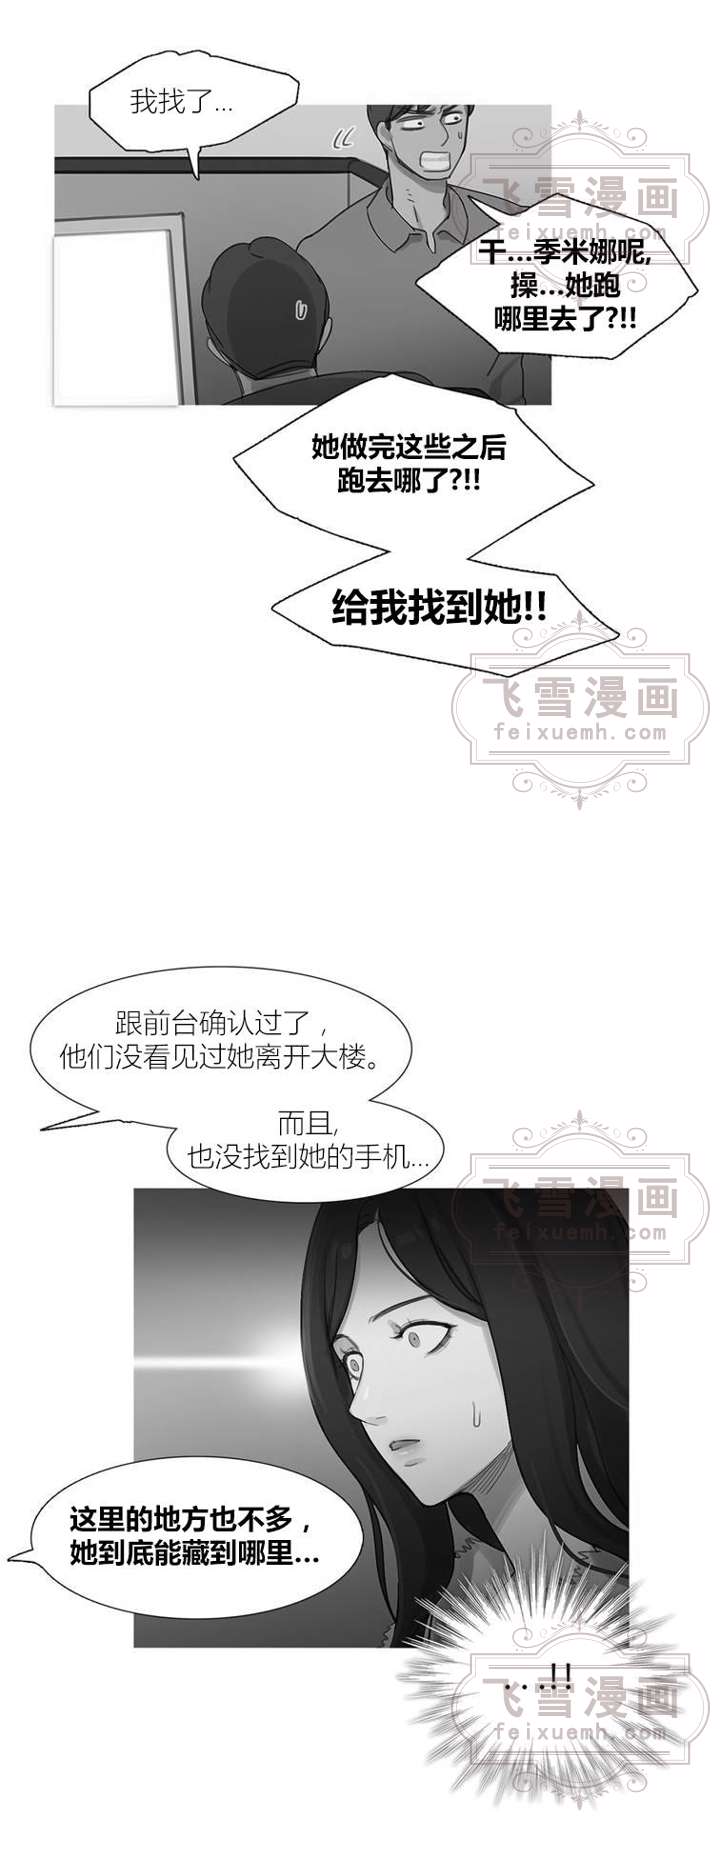 我找了...
飞雪漫画
feixuemh.com
干...季米娜呢,
操...她跑
哪里去了?!!
她做完这些之后
跑去哪了?!!
给我找到她!!
飞雪漫画
feixuemh.com
跟前台确认过了，
他们没看见过她离开大楼。
而且,
也没找到她的手机...
飞雪漫画
feixuemh.com
这里的地方也不多，
她到底能藏到哪里...
...!!
飞雪漫画
feixuemh.com